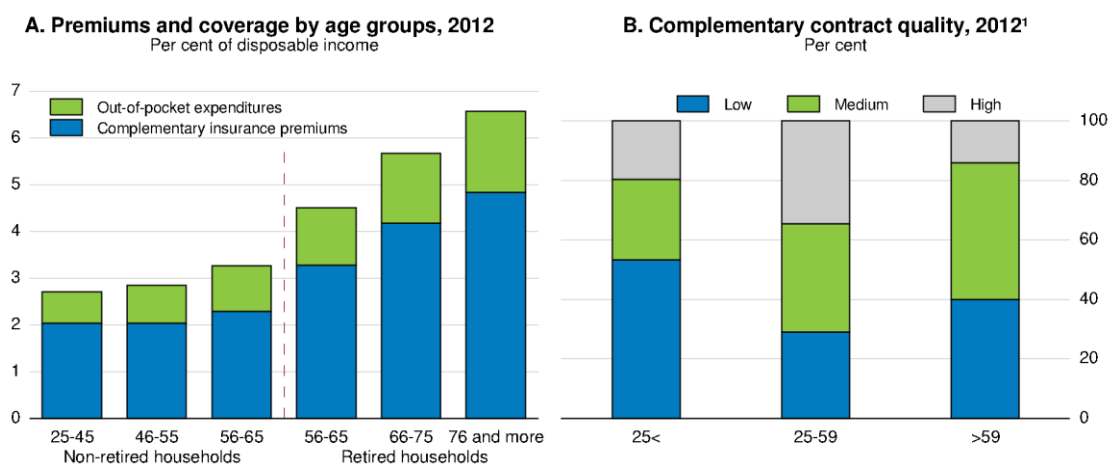 A. Premiums and coverage by age groups, 2012
Per cent of disposable income
7
6
5
4
3
2
1
0
Out-of-pocket expenditures
Complementary insurance premiums
25-45 46-55 56-65 56-65 66-75 76 and more
Non-retired households Retired households
B. Complementary contract quality, 2012¹
Per cent
Low Medium High
100
80
60
40
20
0
25< 25-59 >59